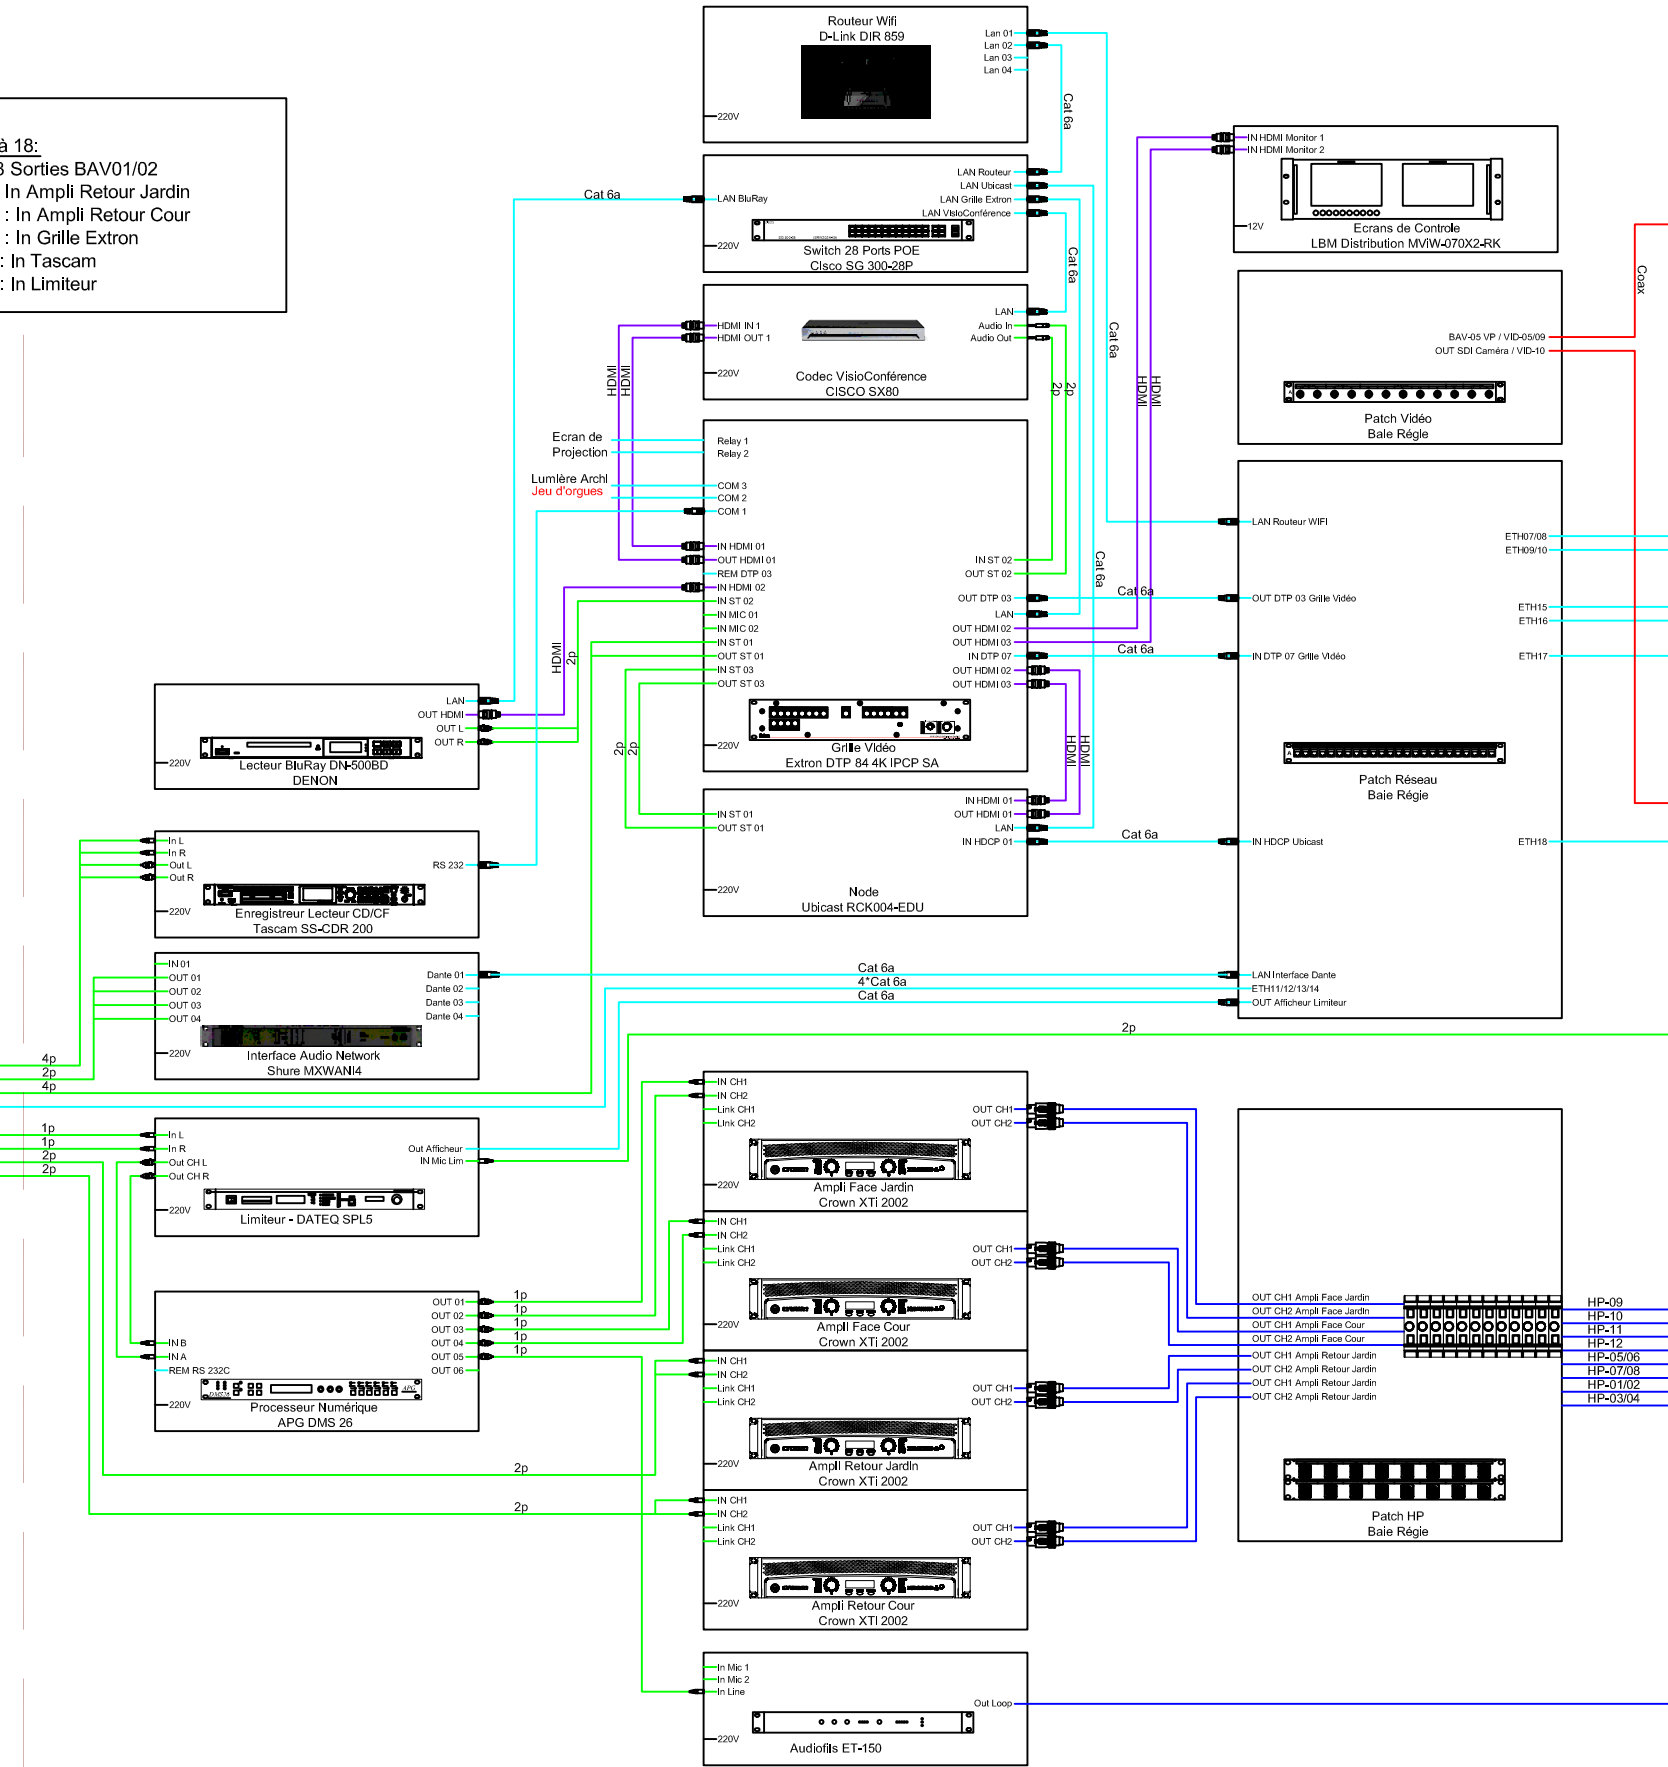 à 18:
3 Sorties BAV01/02
In Ampli Retour Jardin
: In Ampli Retour Cour
: In Grille Extron
: In Tascam
: In Limiteur
Routeur Wifi
D-Link DIR 859
Lan 01
Lan 02
Lan 03
Lan 04
220V
Cat 6a
LAN Routeur
LAN Ubicast
LAN Grille Extron
LAN VisioConférence
Cat 6a
LAN BluRay
220V
Switch 28 Ports POE
Cisco SG 300-28P
Cat 6a
IN HDMI Monitor 1
IN HDMI Monitor 2
12V
Ecrans de Controle
LBM Distribution MViW-070X2-RK
Coax
HDMI IN 1
HDMI OUT 1
LAN
Audio In
Audio Out
220V
Codec VisioConférence
CISCO SX80
HDMI
HDMI
2p
2p
Cat 6a
HDMI
HDMI
BAV-05 VP / VID-05/09
OUT SDI Caméra / VID-10
Patch Vidéo
Baie Régie
Ecran de
Projection
Lumière Archi
Jeu d'orgues
Relay 1
Relay 2
COM 3
COM 2
COM 1
IN HDMI 01
OUT HDMI 01
REM DTP 03
IN HDMI 02
IN ST 02
IN MIC 01
IN MIC 02
IN ST 01
OUT ST 01
IN ST 03
OUT ST 03
IN ST 02
OUT ST 02
OUT DTP 03
LAN
OUT HDMI 02
OUT HDMI 03
IN DTP 07
OUT HDMI 02
OUT HDMI 03
220V
Grille Vidéo
Extron DTP 84 4K IPCP SA
Cat 6a
Cat 6a
Cat 6a
HDMI
2p
2p
2p
HDMI
HDMI
LAN Routeur WIFI
OUT DTP 03 Grille Vidéo
IN DTP 07 Grille Vidéo
ETH07/08
ETH09/10
ETH15
ETH16
ETH17
Patch Réseau
Baie Régie
IN HDCP Ubicast
ETH18
LAN Interface Dante
ETH11/12/13/14
OUT Afficheur Limiteur
LAN
OUT HDMI
OUT L
OUT R
220V
Lecteur BluRay DN-500BD
DENON
IN ST 01
OUT ST 01
IN HDMI 01
OUT HDMI 01
LAN
IN HDCP 01
Cat 6a
220V
Node
Ubicast RCK004-EDU
In L
In R
Out L
Out R
RS 232
220V
Enregistreur Lecteur CD/CF
Tascam SS-CDR 200
IN 01
OUT 01
OUT 02
OUT 03
OUT 04
Dante 01
Dante 02
Dante 03
Dante 04
220V
Interface Audio Network
Shure MXWANI4
Cat 6a
4*Cat 6a
Cat 6a
2p
4p
2p
4p
1p
1p
2p
2p
In L
In R
Out CH L
Out CH R
Out Afficheur
IN Mic Lim
220V
Limiteur - DATEQ SPL5
IN CH1
IN CH2
Link CH1
Link CH2
OUT CH1
OUT CH2
220V
Ampli Face Jardin
Crown XTi 2002
IN CH1
IN CH2
Link CH1
Link CH2
OUT CH1
OUT CH2
220V
Ampli Face Cour
Crown XTi 2002
OUT 01
OUT 02
OUT 03
OUT 04
OUT 05
OUT 06
IN B
IN A
REM RS 232C
220V
Processeur Numérique
APG DMS 26
1p
1p
1p
1p
1p
2p
2p
IN CH1
IN CH2
Link CH1
Link CH2
OUT CH1
OUT CH2
220V
Ampli Retour Jardin
Crown XTi 2002
IN CH1
IN CH2
Link CH1
Link CH2
OUT CH1
OUT CH2
220V
Ampli Retour Cour
Crown XTi 2002
OUT CH1 Ampli Face Jardin
OUT CH2 Ampli Face Jardin
OUT CH1 Ampli Face Cour
OUT CH2 Ampli Face Cour
OUT CH1 Ampli Retour Jardin
OUT CH2 Ampli Retour Jardin
OUT CH1 Ampli Retour Jardin
OUT CH2 Ampli Retour Jardin
HP-09
HP-10
HP-11
HP-12
HP-05/06
HP-07/08
HP-01/02
HP-03/04
Patch HP
Baie Régie
In Mic 1
In Mic 2
In Line
Out Loop
220V
Audiofils ET-150